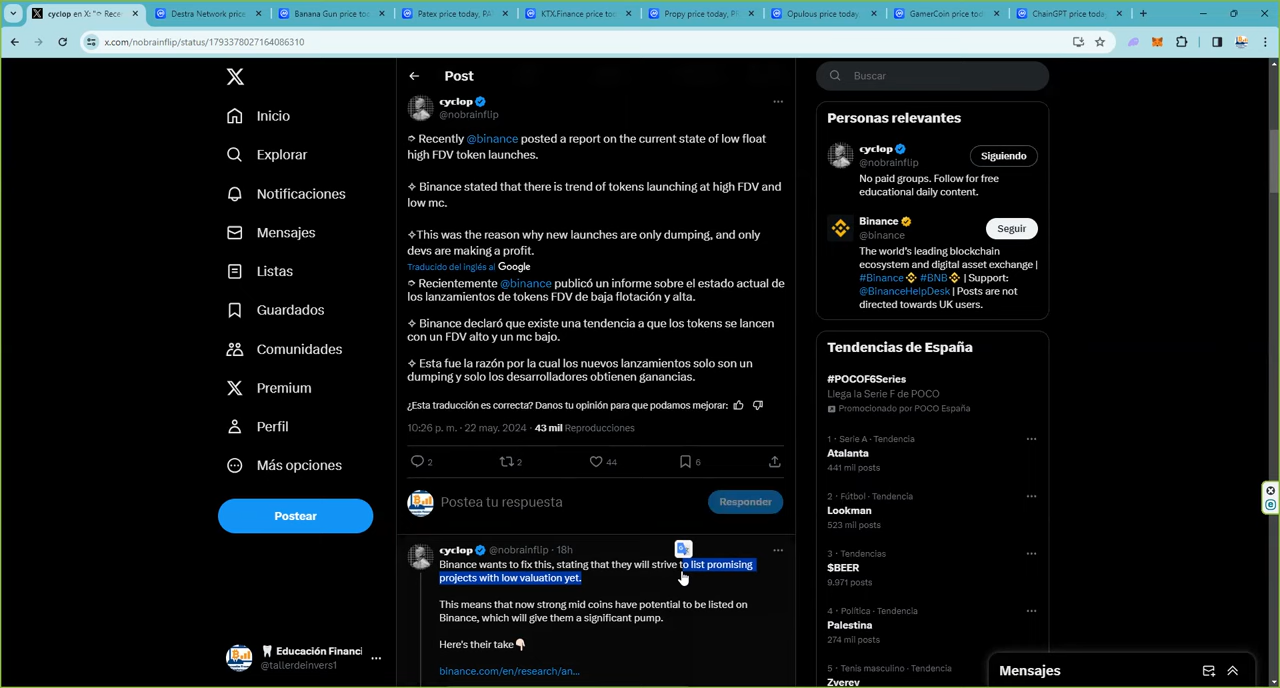 cyclop en X: "⌓ Recen
Destra Network price
Banana Gun price tod
Patex price today, PA
KTX.Finance price to
Propy price today, P
Opulous price today
GamerCoin price toda
ChainGPT price today
x.com/nobrainflip/status/1793378027164086310
Inicio
Explorar
Notificaciones
Mensajes
Listas
Guardados
Comunidades
Premium
Perfil
Más opciones
Postear
Educación Financi
@tallerdeinvers1
Post
cyclop
@nobrainflip
⌓ Recently @binance posted a report on the current state of low float
high FDV token launches.
✧ Binance stated that there is trend of tokens launching at high FDV and
low mc.
✧This was the reason why new launches are only dumping, and only
devs are making a profit.
Traducido del inglés al Google
⌓ Recientemente @binance publicó un informe sobre el estado actual de
los lanzamientos de tokens FDV de baja flotación y alta.
✧ Binance declaró que existe una tendencia a que los tokens se lancen
con un FDV alto y un mc bajo.
✧ Esta fue la razón por la cual los nuevos lanzamientos solo son un
dumping y solo los desarrolladores obtienen ganancias.
¿Esta traducción es correcta? Danos tu opinión para que podamos mejorar:
10:26 p. m. · 22 may. 2024 · 43 mil Reproducciones
2
2
44
6
Postea tu respuesta
Responder
cyclop @nobrainflip · 18h
Binance wants to fix this, stating that they will strive to list promising
projects with low valuation yet.
This means that now strong mid coins have potential to be listed on
Binance, which will give them a significant pump.
Here's their take👇🏻
binance.com/en/research/an...
Buscar
Personas relevantes
cyclop
@nobrainflip
Siguiendo
No paid groups. Follow for free
educational daily content.
Binance
@binance
Seguir
The world's leading blockchain
ecosystem and digital asset exchange |
#Binance #BNB | Support:
@BinanceHelpDesk | Posts are not
directed towards UK users.
Tendencias de España
#POCOF6Series
Llega la Serie F de POCO
Promocionado por POCO España
1 · Serie A · Tendencia
Atalanta
441 mil posts
2 · Fútbol · Tendencia
Lookman
523 mil posts
3 · Tendencias
$BEER
9.971 posts
4 · Política · Tendencia
Palestina
274 mil posts
5 · Tenis masculino · Tendencia
Zverev
Mensajes